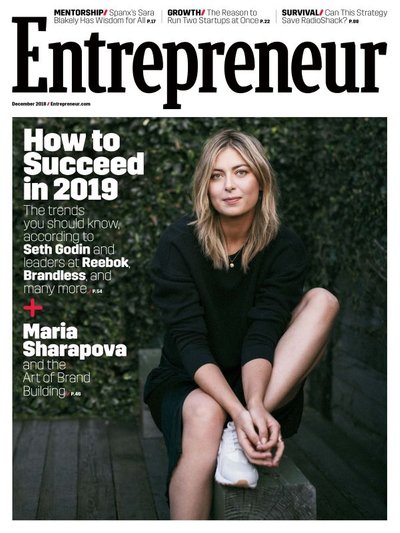 MENTORSHIP/ Spanx's Sara
Blakely Has Wisdom for All P.17
GROWTH/ The Reason to
Run Two Startups at Once P.22
SURVIVAL/ Can This Strategy
Save RadioShack? P.88
Entrepreneur
December 2018 / Entrepreneur.com
How to
Succeed
in 2019
The trends
you should know,
according to
Seth Godin and
leaders at Reebok,
Brandless, and
many more / P.54
+
Maria
Sharapova
and the
Art of Brand
Building / P.46